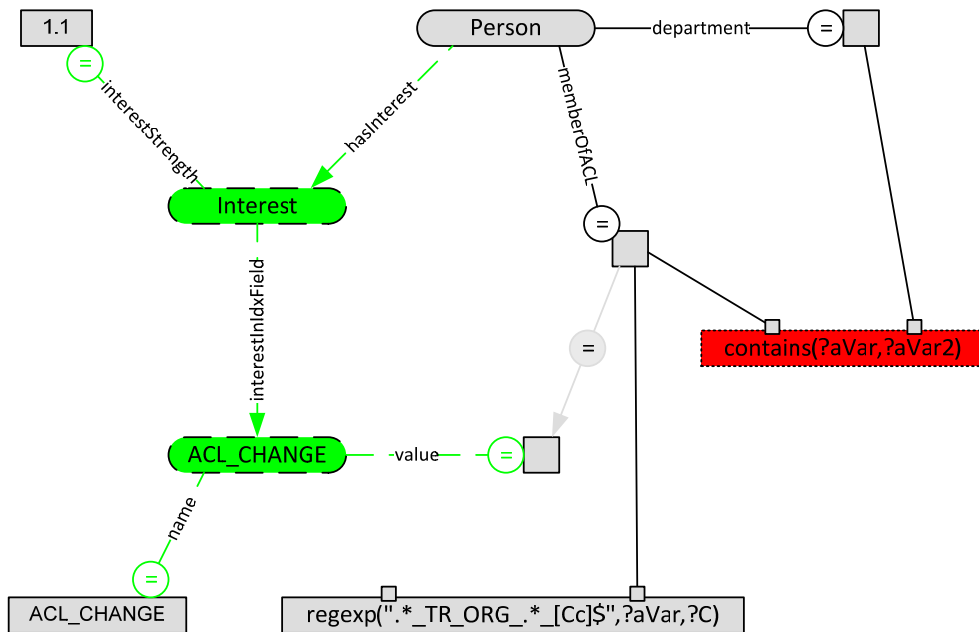 1.1
Person
department
=
=
interestStrength
hasInterest
memberOfACL
Interest
=
interestInIdxField
=
contains(?aVar,?aVar2)
ACL_CHANGE
value
=
name
=
ACL_CHANGE
regexp(".*_TR_ORG_.*_[Cc]$",?aVar,?C)